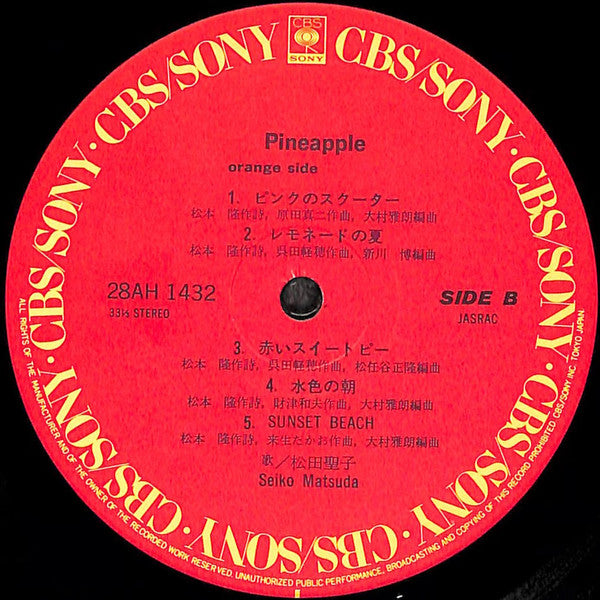 CBS
SONY
CBS/SONY · CBS/SONY · CBS/SONY · CBS/SONY · CBS/SONY · CBS/SONY · CBS/SONY · CBS/SONY
Pineapple
orange side
1. ピンクのスクーター
松本 隆作詩, 原田真二作曲, 大村雅朗編曲
2. レモネードの夏
松本 隆作詩, 呉田軽穂作曲, 新川 博編曲
28AH 1432
33⅓ STEREO
SIDE B
JASRAC
3. 赤いスイートピー
松本 隆作詩, 呉田軽穂作曲, 松任谷正隆編曲
4. 水色の朝
松本 隆作詩, 財津和夫作曲, 大村雅朗編曲
5. SUNSET BEACH
松本 隆作詩, 来生たかお作曲, 大村雅朗編曲
歌／松田聖子
Seiko Matsuda
ALL RIGHTS OF THE MANUFACTURER AND OF THE OWNER OF THE RECORDED WORK RESERVED. UNAUTHORIZED PUBLIC PERFORMANCE, BROADCASTING AND COPYING OF THIS RECORD PROHIBITED CBS/SONY INC. TOKYO JAPAN.